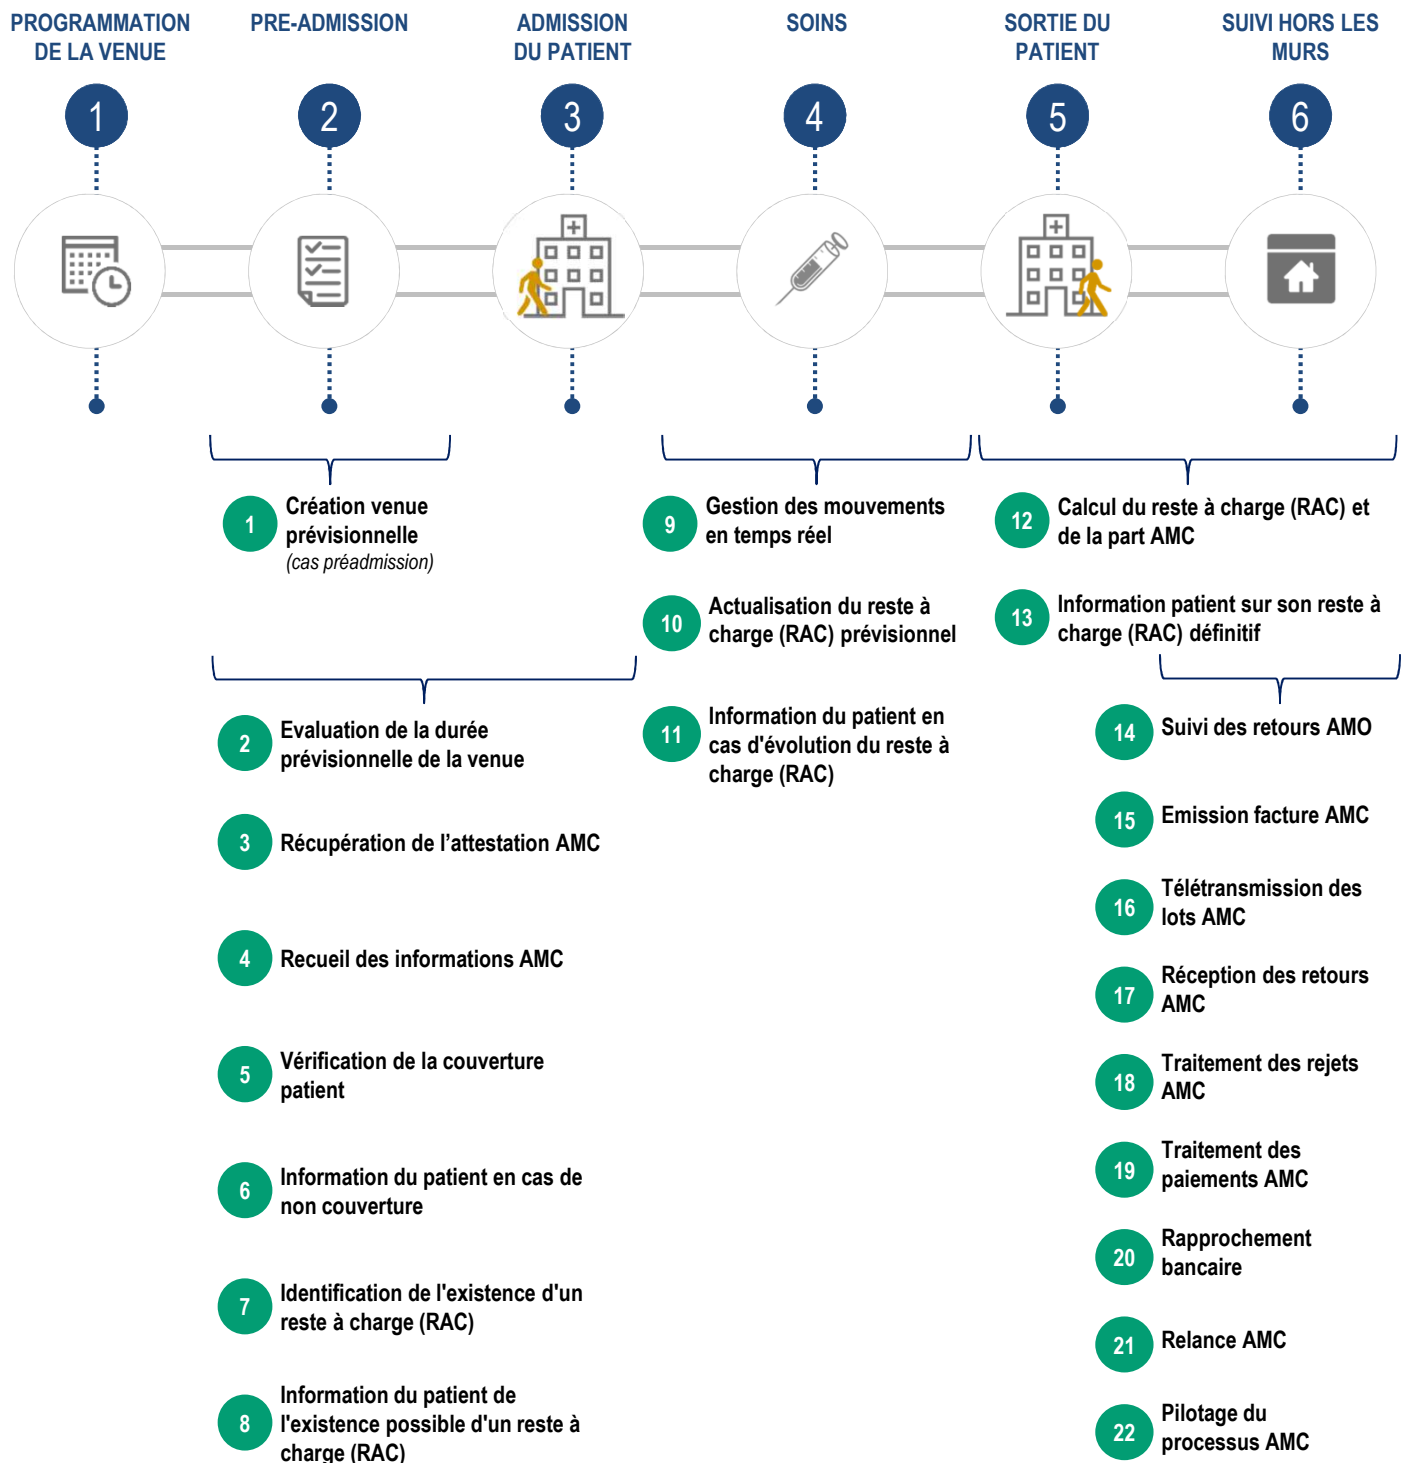 PROGRAMMATION
DE LA VENUE
PRE-ADMISSION
ADMISSION
DU PATIENT
SOINS
SORTIE DU
PATIENT
SUIVI HORS LES
MURS
1
2
3
4
5
6
1
Création venue
prévisionnelle
(cas préadmission)
2
Evaluation de la durée
prévisionnelle de la venue
3
Récupération de l’attestation AMC
4
Recueil des informations AMC
5
Vérification de la couverture
patient
6
Information du patient en cas de
non couverture
7
Identification de l'existence d'un
reste à charge (RAC)
8
Information du patient de
l'existence possible d'un reste à
charge (RAC)
9
Gestion des mouvements
en temps réel
10
Actualisation du reste à
charge (RAC) prévisionnel
11
Information du patient en
cas d'évolution du reste à
charge (RAC)
12
Calcul du reste à charge (RAC) et
de la part AMC
13
Information patient sur son reste à
charge (RAC) définitif
14
Suivi des retours AMO
15
Emission facture AMC
16
Télétransmission des
lots AMC
17
Réception des retours
AMC
18
Traitement des rejets
AMC
19
Traitement des
paiements AMC
20
Rapprochement
bancaire
21
Relance AMC
22
Pilotage du
processus AMC